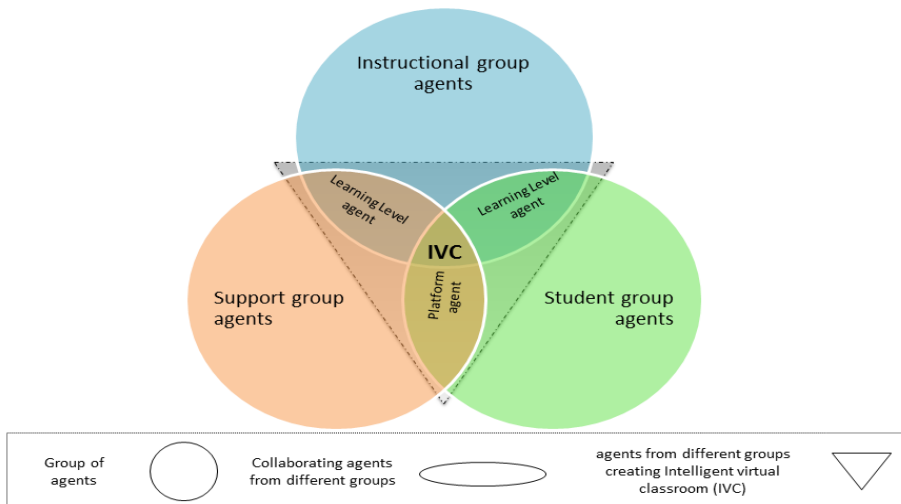 Instructional group
agents
Learning Level
agent
Learning Level
agent
IVC
Platform
agent
Support group
agents
Student group
agents
Group of
agents
Collaborating agents
from different groups
agents from different groups
creating Intelligent virtual
classroom (IVC)